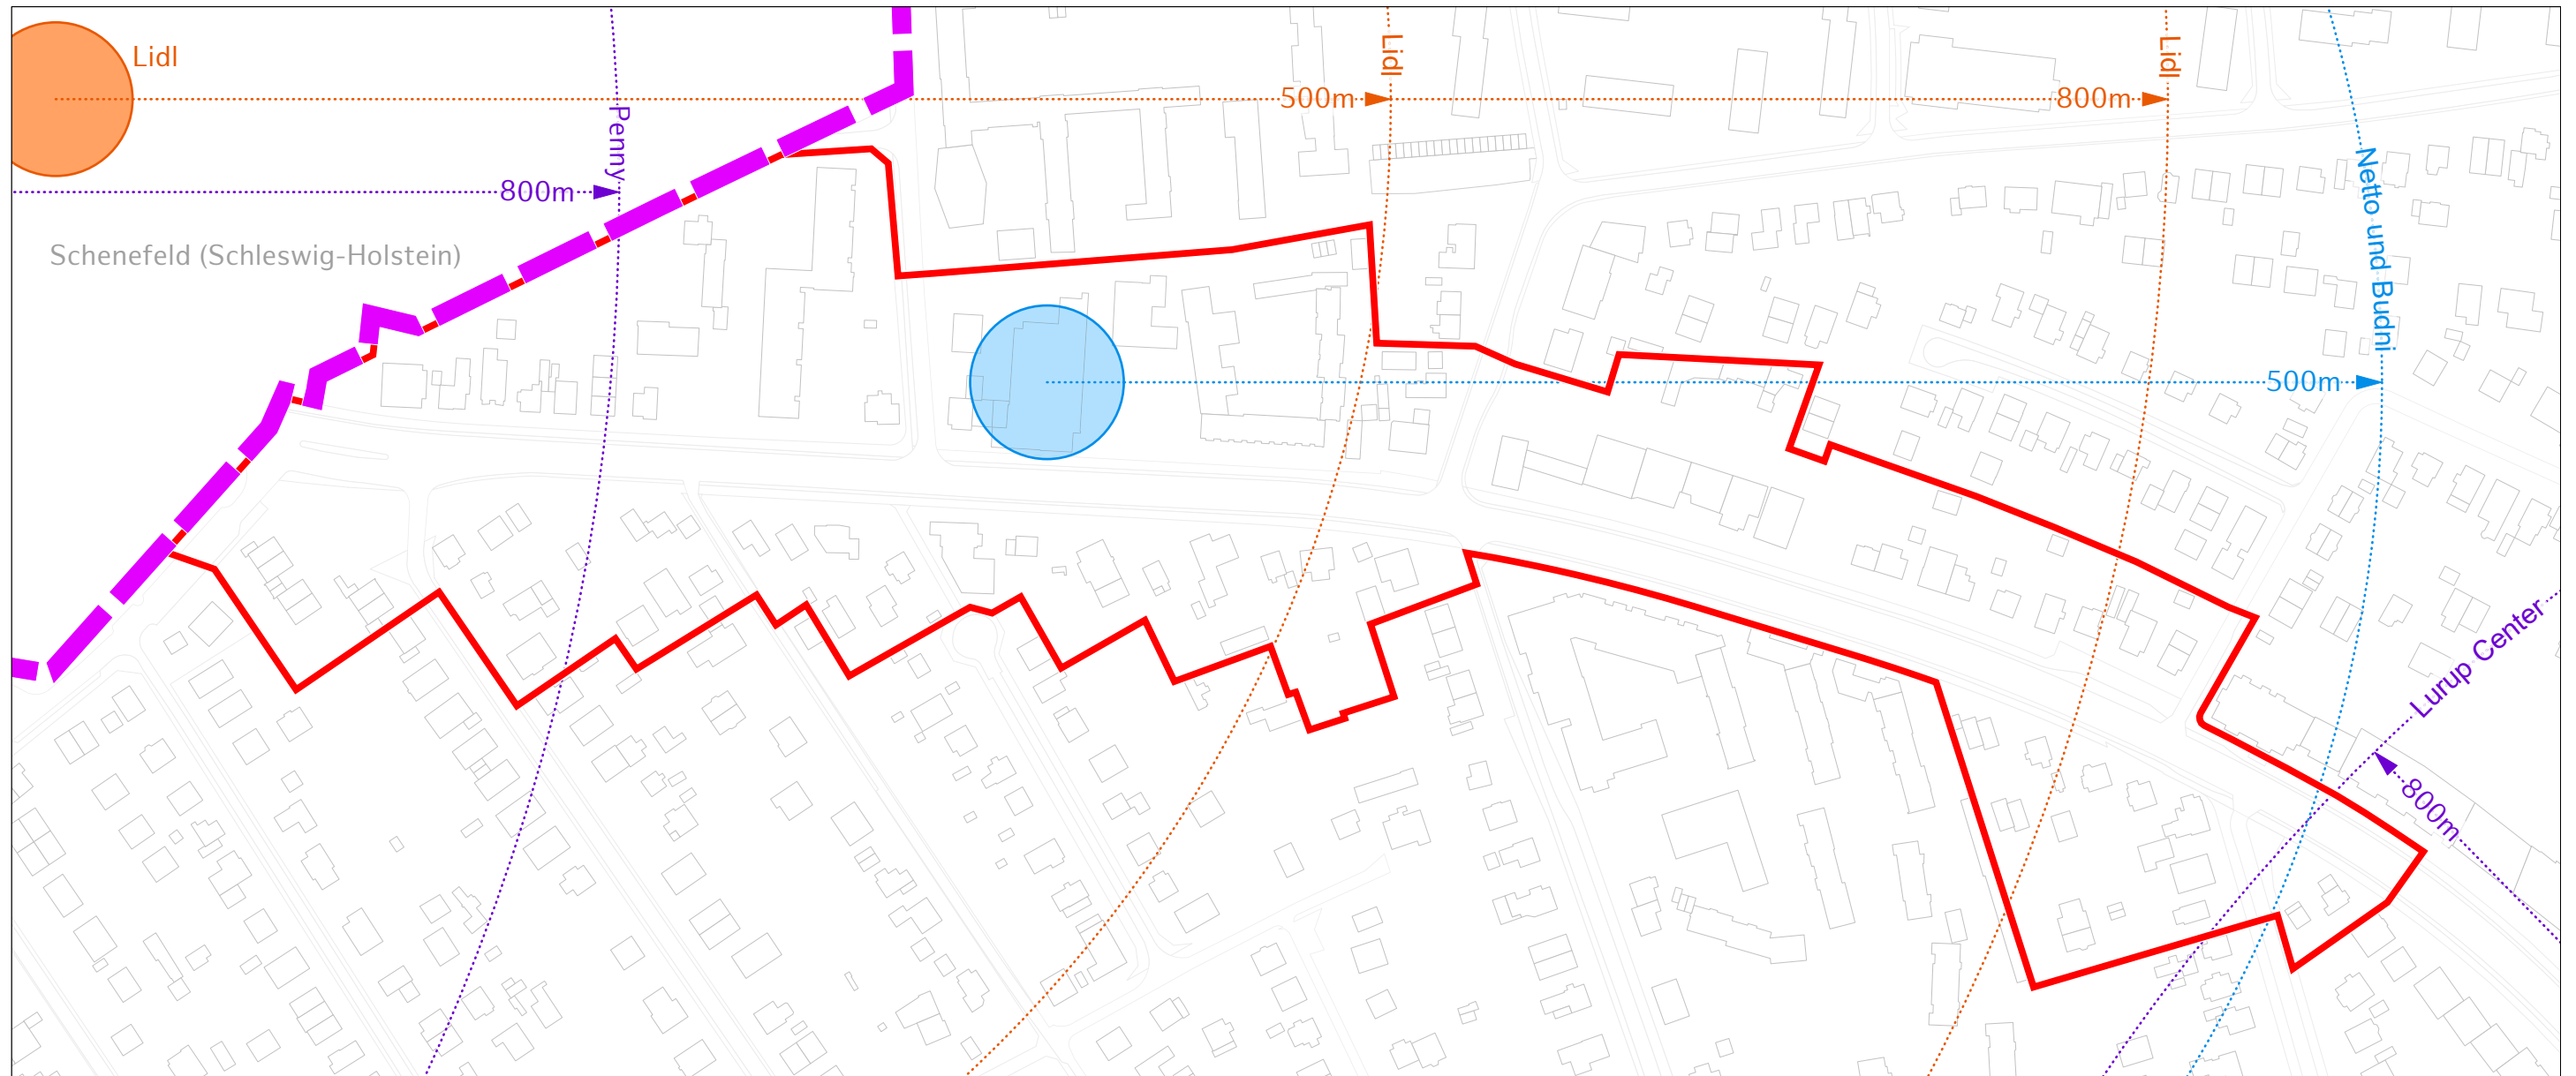 Lidl
Lidl
Lidl
500m
800m
Penny
800m
Netto und Budni
Schenefeld (Schleswig-Holstein)
500m
Lurup Center
800m